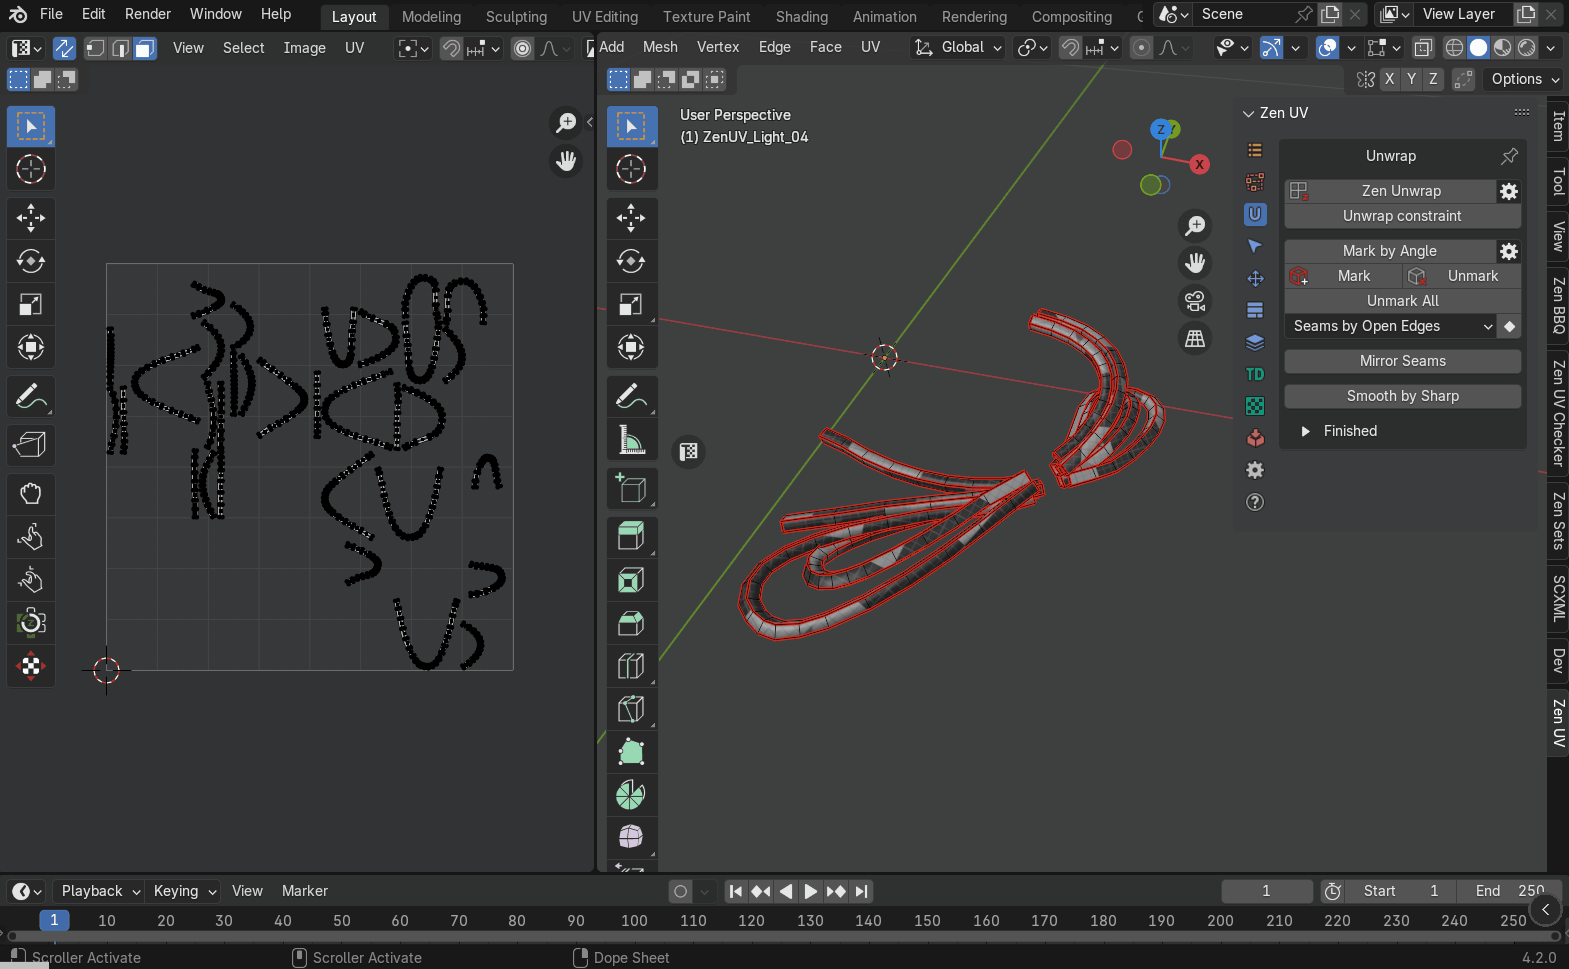 File Edit Render Window Help Layout Modeling Sculpting UV Editing Texture Paint Shading Animation Rendering Compositing Scene View Layer
View Select Image UV Add Mesh Vertex Edge Face UV Global
X Y Z Options
User Perspective
(1) ZenUV_Light_04
Z Y
X
Zen UV
Unwrap
Zen Unwrap
Unwrap constraint
Mark by Angle
Mark Unmark
Unmark All
Seams by Open Edges
Mirror Seams
Smooth by Sharp
Finished
TD
Item
Tool
View
Zen BBQ
Zen UV Checker
Zen Sets
SCXML
Dev
Zen UV
Playback Keying View Marker 1 Start 1 End 250
1 10 20 30 40 50 60 70 80 90 100 110 120 130 140 150 160 170 180 190 200 210 220 230 240 250
Scroller Activate Scroller Activate Dope Sheet 4.2.0